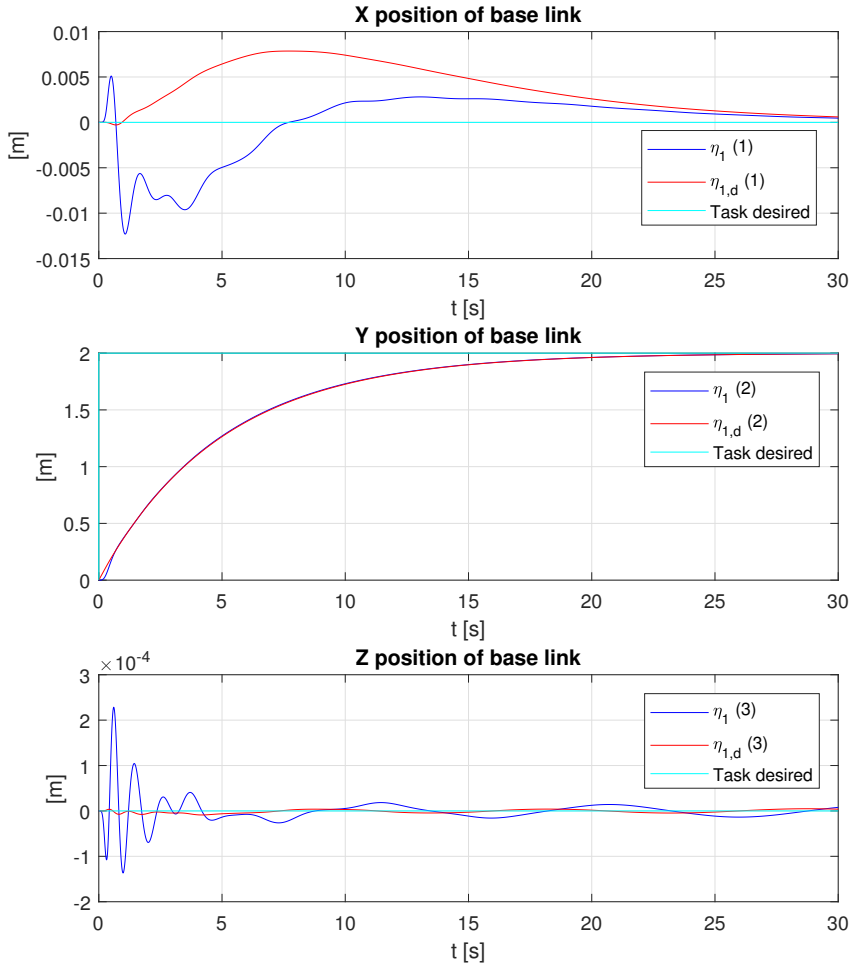 X position of base link
0.01
0.005
0
-0.005
-0.01
-0.015
[m]
η₁ (1)
η₁,d (1)
Task desired
0 5 10 15 20 25 30
t [s]
Y position of base link
2
1.5
1
0.5
0
[m]
η₁ (2)
η₁,d (2)
Task desired
0 5 10 15 20 25 30
t [s]
Z position of base link
×10⁻⁴
3
2
1
0
-1
-2
[m]
η₁ (3)
η₁,d (3)
Task desired
0 5 10 15 20 25 30
t [s]